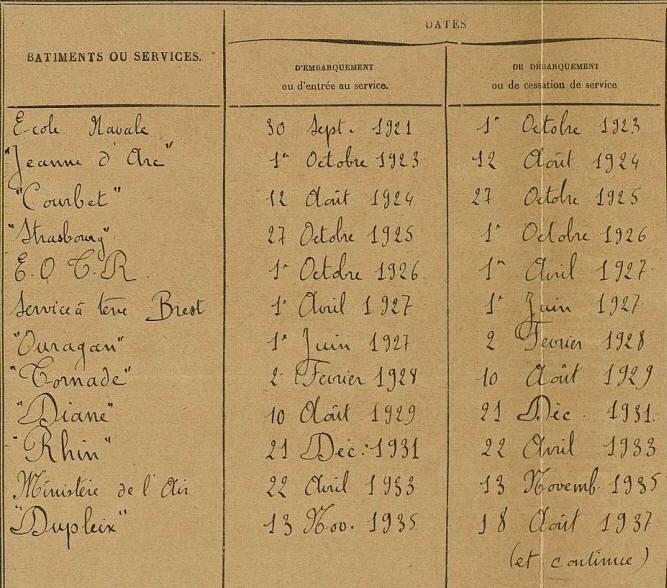 DATES
BATIMENTS OU SERVICES.
D'EMBARQUEMENT
ou d'entrée au service.
DE DÉBARQUEMENT
ou de cessation de service
Ecole Navale 30 Sept. 1921 1er Octobre 1923
"Jeanne d'Arc" 1er Octobre 1923 12 Août 1924
"Courbet" 12 Août 1924 27 Octobre 1925
"Strasbourg" 27 Octobre 1925 1er Octobre 1926
E.O.T.R. 1er Octobre 1926 1er Avril 1927
Service à terre Brest 1er Avril 1927 1er Juin 1927
"Ouragan" 1er Juin 1927 2 Fevrier 1928
"Tornade" 2 Fevrier 1928 10 Août 1929
"Diane" 10 Août 1929 21 Déc. 1931
"Rhin" 21 Déc. 1931 22 Avril 1933
Ministère de l'Air 22 Avril 1933 13 Novemb. 1935
"Dupleix" 13 Nov. 1935 18 Août 1937
(et continue)